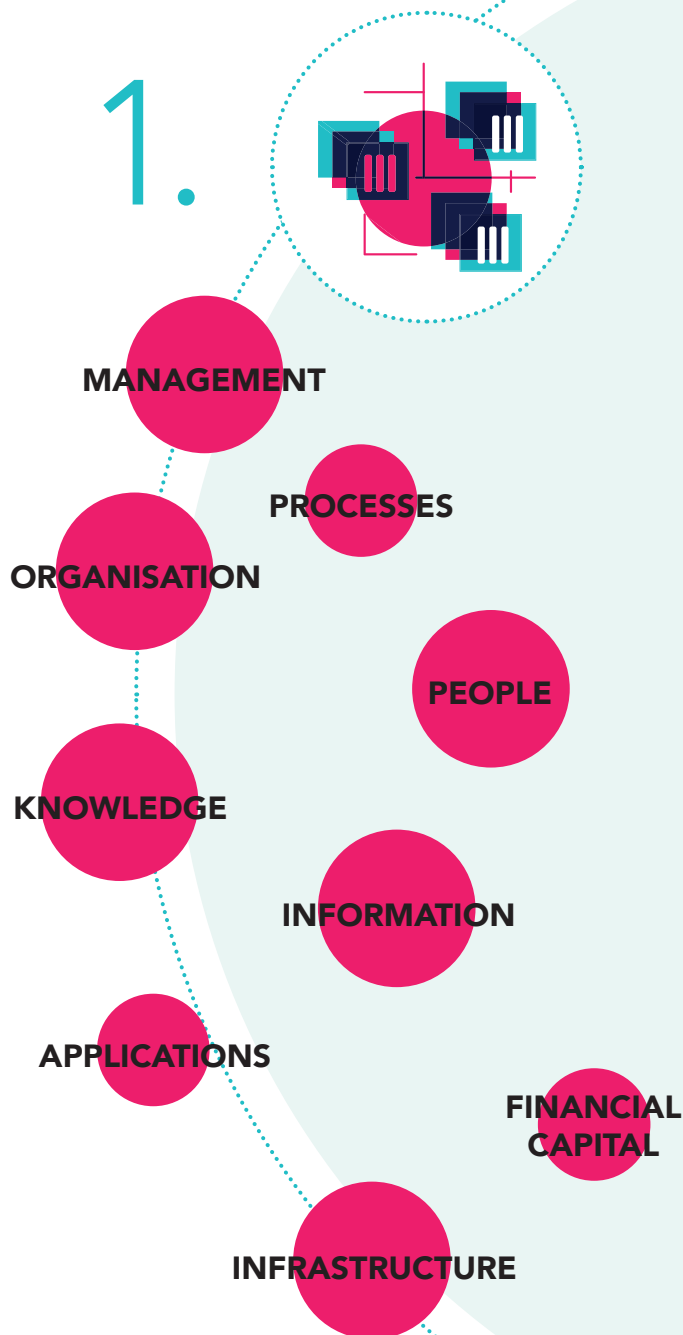 1.
MANAGEMENT
PROCESSES
ORGANISATION
PEOPLE
KNOWLEDGE
INFORMATION
APPLICATIONS
FINANCIAL
CAPITAL
INFRASTRUCTURE